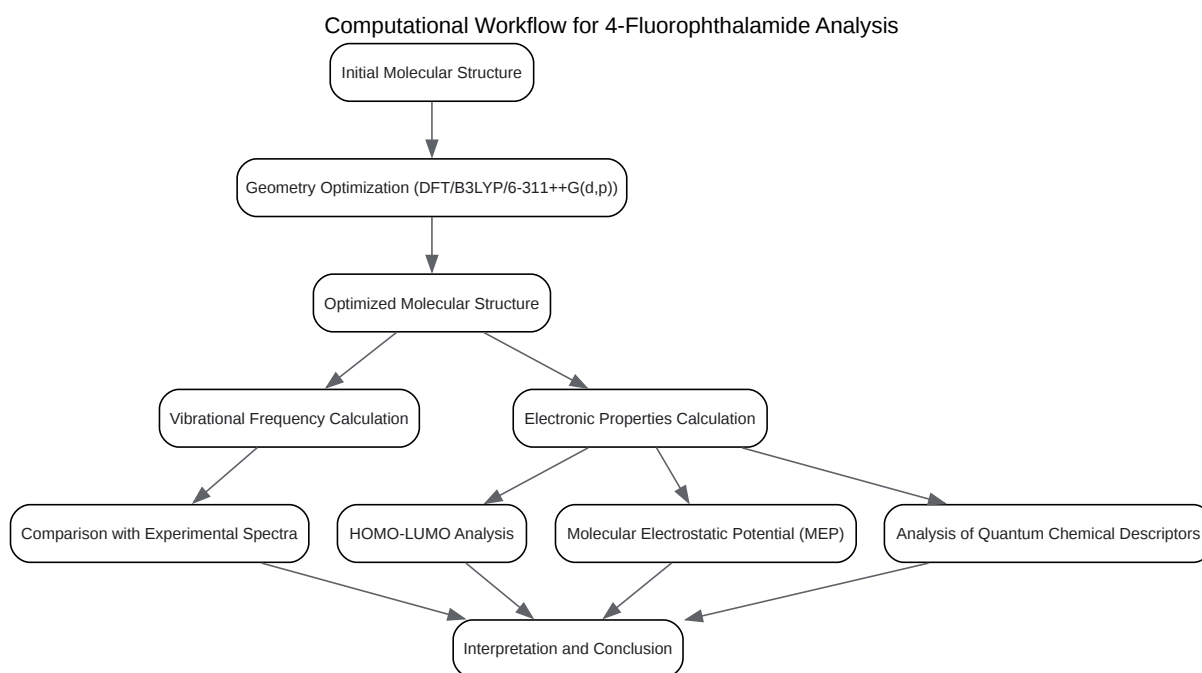 Computational Workflow for 4-Fluorophthalamide Analysis
Initial Molecular Structure
Geometry Optimization (DFT/B3LYP/6-311++G(d,p))
Optimized Molecular Structure
Vibrational Frequency Calculation
Electronic Properties Calculation
Comparison with Experimental Spectra
HOMO-LUMO Analysis
Molecular Electrostatic Potential (MEP)
Analysis of Quantum Chemical Descriptors
Interpretation and Conclusion